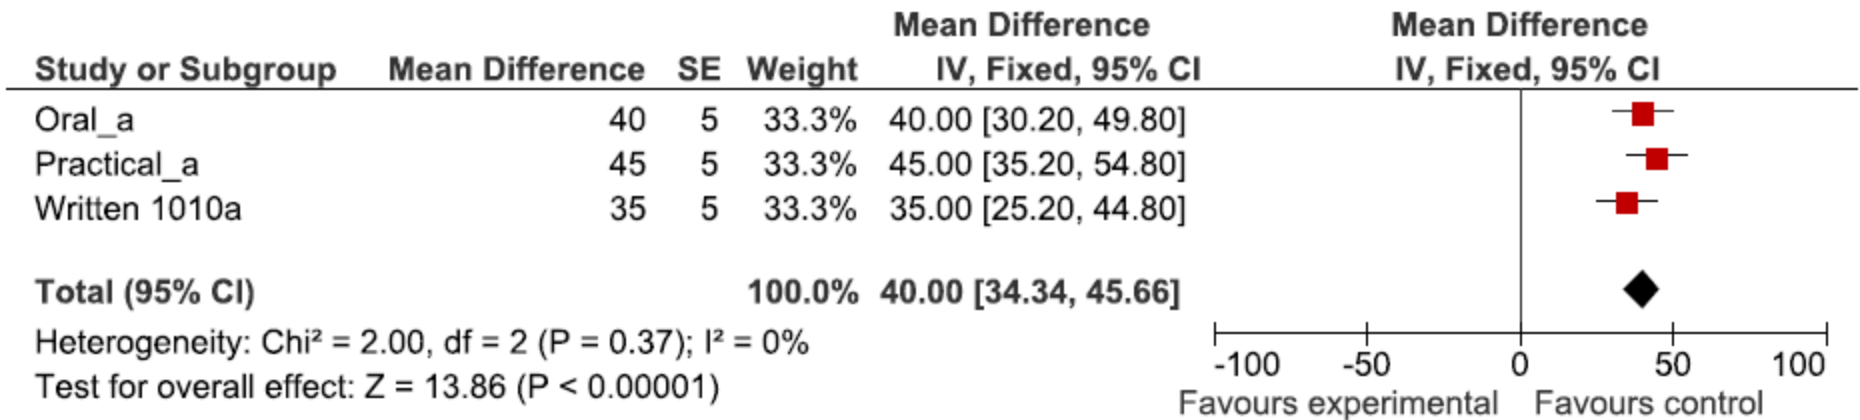 Mean Difference Mean Difference
Study or Subgroup Mean Difference SE Weight IV, Fixed, 95% CI IV, Fixed, 95% CI
Oral_a 40 5 33.3% 40.00 [30.20, 49.80]
Practical_a 45 5 33.3% 45.00 [35.20, 54.80]
Written 1010a 35 5 33.3% 35.00 [25.20, 44.80]
Total (95% CI) 100.0% 40.00 [34.34, 45.66]
Heterogeneity: Chi² = 2.00, df = 2 (P = 0.37); I² = 0%
Test for overall effect: Z = 13.86 (P < 0.00001)
-100 -50 0 50 100
Favours experimental Favours control